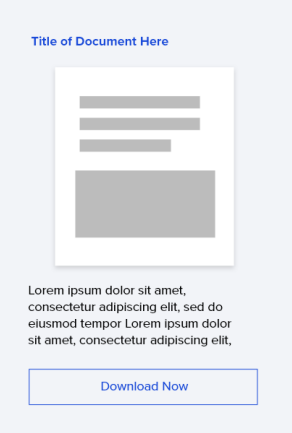 Title of Document Here
Lorem ipsum dolor sit amet,
consectetur adipiscing elit, sed do
eiusmod tempor Lorem ipsum dolor
sit amet, consectetur adipiscing elit,
Download Now